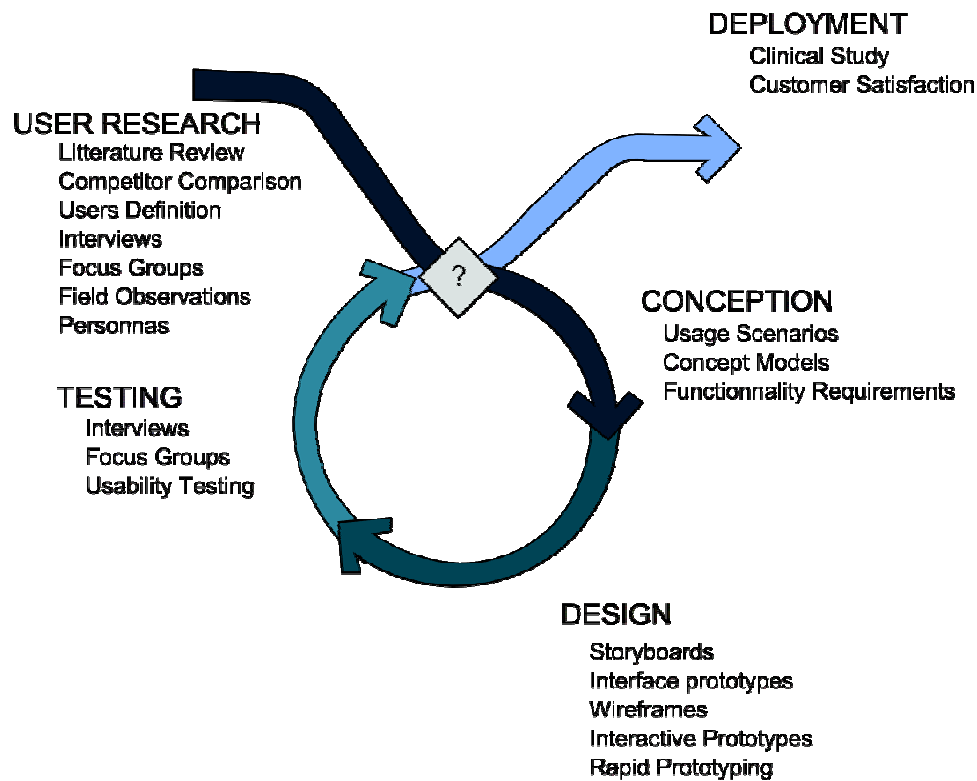 DEPLOYMENT
Clinical Study
Customer Satisfaction
USER RESEARCH
Litterature Review
Competitor Comparison
Users Definition
Interviews
Focus Groups
Field Observations
Personnas
?
CONCEPTION
Usage Scenarios
Concept Models
Functionnality Requirements
TESTING
Interviews
Focus Groups
Usability Testing
DESIGN
Storyboards
Interface prototypes
Wireframes
Interactive Prototypes
Rapid Prototyping